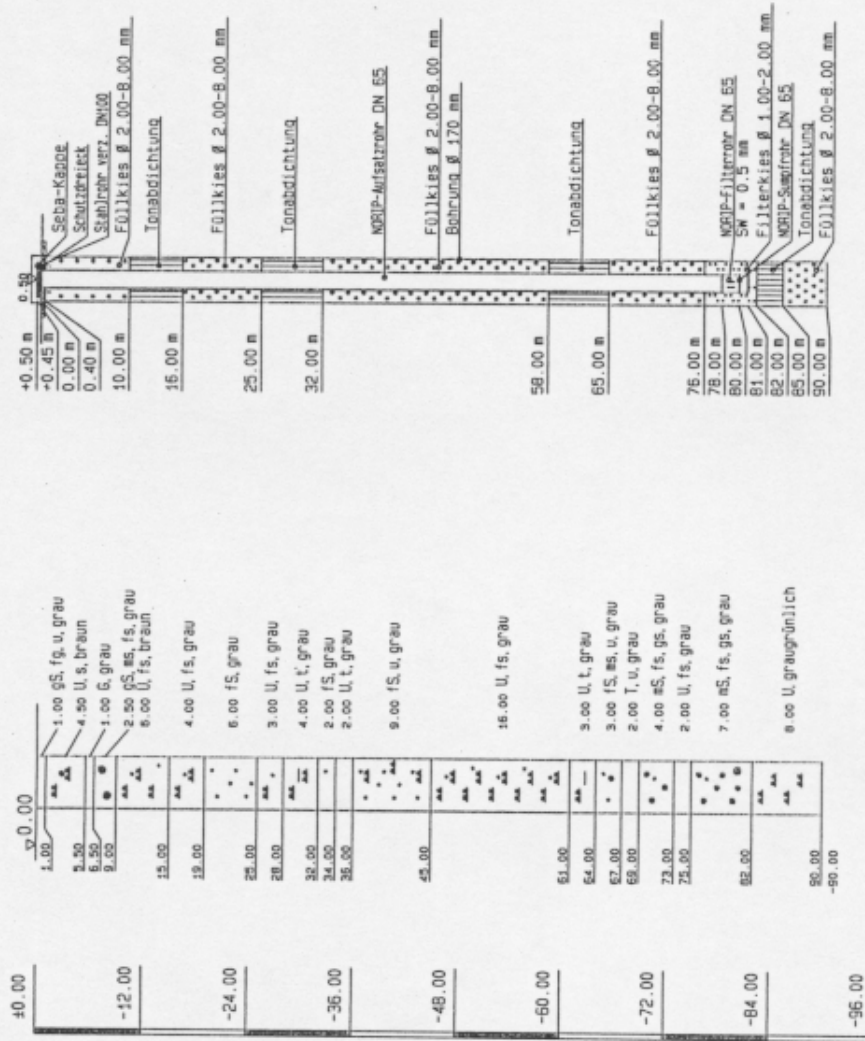 ±0.00
-12.00
-24.00
-36.00
-48.00
-60.00
-72.00
-84.00
-96.00
0.00
1.00
5.50
6.50
9.00
15.00
19.00
25.00
28.00
32.00
34.00
36.00
45.00
61.00
64.00
67.00
69.00
73.00
75.00
82.00
90.00
-90.00
1.00 gS, fg, u, grau
4.50 U, s, braun
1.00 G, grau
2.50 gS, ms, fs, grau
6.00 U, fs, braun
4.00 U, fs, grau
6.00 fS, grau
3.00 U, fs, grau
4.00 U, t, grau
2.00 fS, grau
2.00 U, t, grau
9.00 fS, u, grau
16.00 U, fs, grau
3.00 U, t, grau
3.00 fS, ms, u, grau
2.00 T, u, grau
4.00 mS, fs, gs, grau
2.00 U, fs, grau
7.00 mS, fs, gs, grau
8.00 U, graugrünlich
+0.50 m
+0.45 m
0.00 m
0.40 m
10.00 m
16.00 m
25.00 m
32.00 m
58.00 m
65.00 m
76.00 m
78.00 m
80.00 m
81.00 m
82.00 m
85.00 m
90.00 m
0.50
Seba-Kappe
Schutzdreieck
Stahlrohr verz. DN100
Füllkies Ø 2.00-8.00 mm
Tonabdichtung
Füllkies Ø 2.00-8.00 mm
Tonabdichtung
NORIP-Aufsatzrohr DN 65
Füllkies Ø 2.00-8.00 mm
Bohrung Ø 170 mm
Tonabdichtung
Füllkies Ø 2.00-8.00 mm
NORIP-Filterrohr DN 65
SW = 0.5 mm
Filterkies Ø 1.00-2.00 mm
NORIP-Sumpfrohr DN 65
Tonabdichtung
Füllkies Ø 2.00-8.00 mm